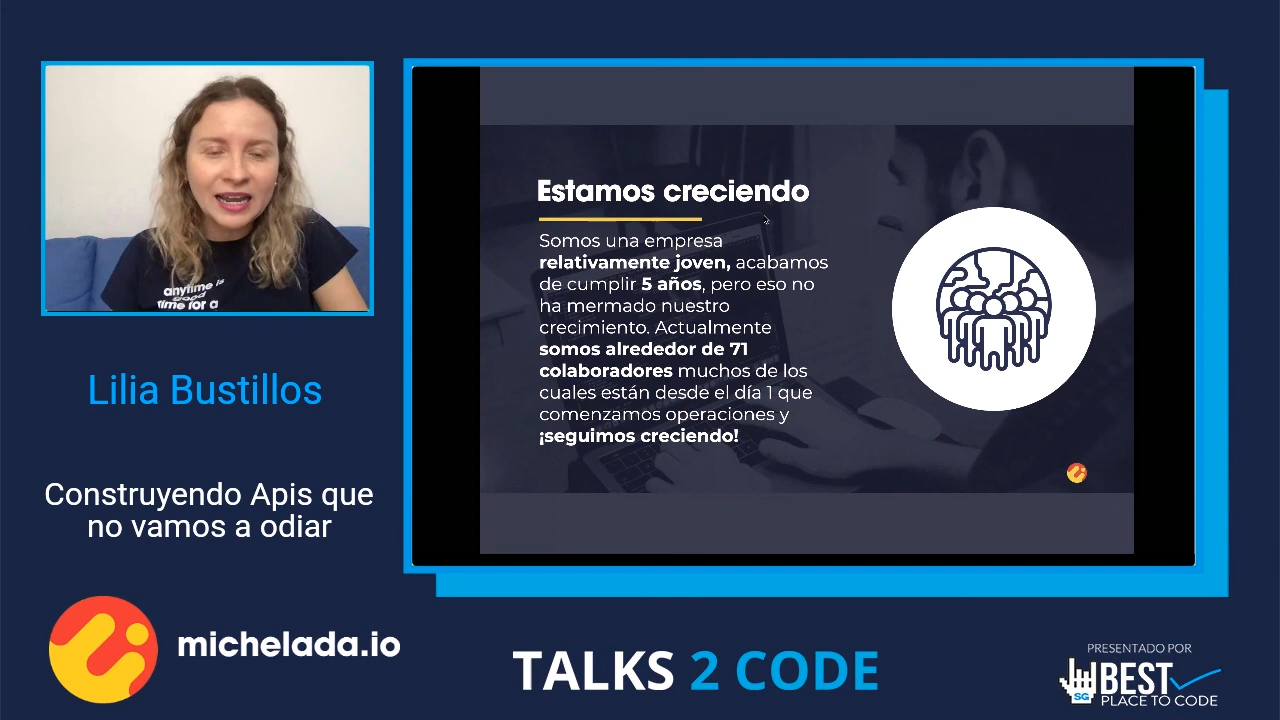 anytime is
good
time for a
Lilia Bustillos
Construyendo Apis que
no vamos a odiar
michelada.io
Estamos creciendo
Somos una empresa
relativamente joven, acabamos
de cumplir 5 años, pero eso no
ha mermado nuestro
crecimiento. Actualmente
somos alrededor de 71
colaboradores muchos de los
cuales están desde el día 1 que
comenzamos operaciones y
¡seguimos creciendo!
TALKS 2 CODE
PRESENTADO POR
SG
BEST
PLACE TO CODE